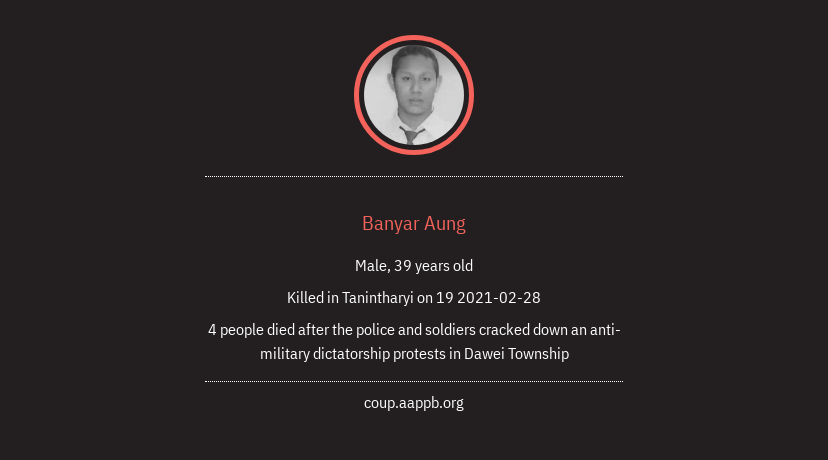 Banyar Aung
Male, 39 years old
Killed in Tanintharyi on 19 2021-02-28
4 people died after the police and soldiers cracked down an anti-
military dictatorship protests in Dawei Township
coup.aappb.org